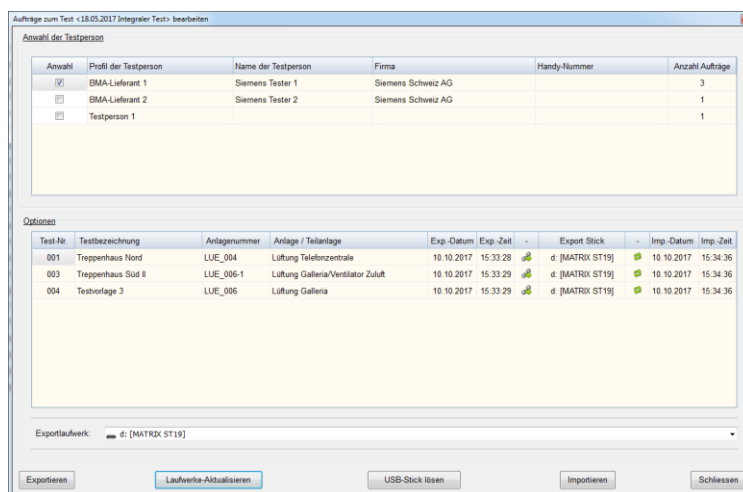 Aufträge zum Test <18.05.2017 Integraler Test> bearbeiten
Anwahl der Testperson
Anwahl Profil der Testperson Name der Testperson Firma Handy-Nummer Anzahl Aufträge
BMA-Lieferant 1 Siemens Tester 1 Siemens Schweiz AG 3
BMA-Lieferant 2 Siemens Tester 2 Siemens Schweiz AG 1
Testperson 1 1
Optionen
Test-Nr. Testbezeichnung Anlagenummer Anlage / Teilanlage Exp.-Datum Exp.-Zeit - Export Stick - Imp.-Datum Imp.-Zeit
001 Treppenhaus Nord LUE_004 Lüftung Telefonzentrale 10.10.2017 15:33:28 d: [MATRIX ST19] 10.10.2017 15:34:36
003 Treppenhaus Süd II LUE_006-1 Lüftung Galleria/Ventilator Zuluft 10.10.2017 15:33:29 d: [MATRIX ST19] 10.10.2017 15:34:36
004 Testvorlage 3 LUE_006 Lüftung Galleria 10.10.2017 15:33:29 d: [MATRIX ST19] 10.10.2017 15:34:36
Exportlaufwerk: d: [MATRIX ST19]
Exportieren Laufwerke-Aktualisieren USB-Stick lösen Importieren Schliessen